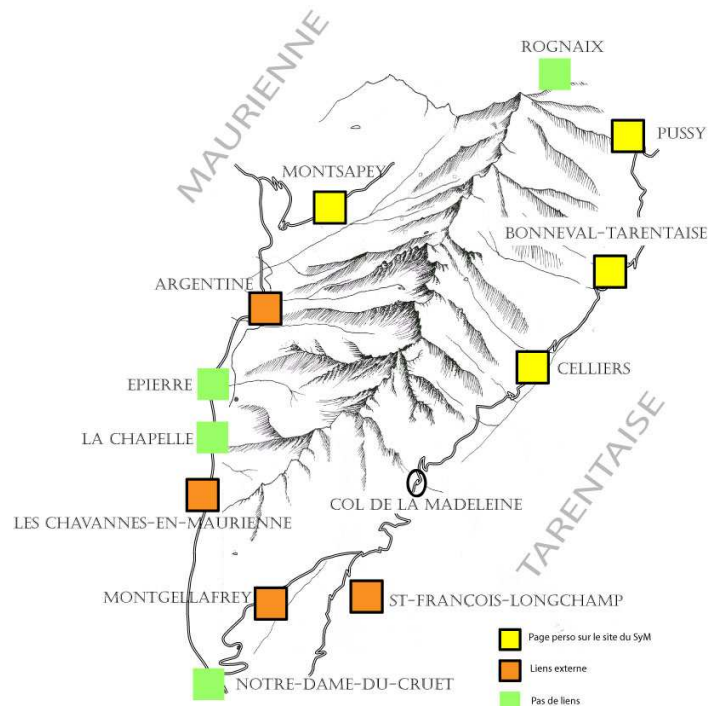 ROGNAIX
MAURIENNE
PUSSY
MONTSAPEY
BONNEVAL-TARENTAISE
ARGENTINE
CELLIERS
EPIERRE
LA CHAPELLE
TARENTAISE
COL DE LA MADELEINE
LES CHAVANNES-EN-MAURIENNE
MONTGELLAFREY
ST-FRANÇOIS-LONGCHAMP
Page perso sur le site du SyM
Liens externe
NOTRE-DAME-DU-CRUET
Pas de liens